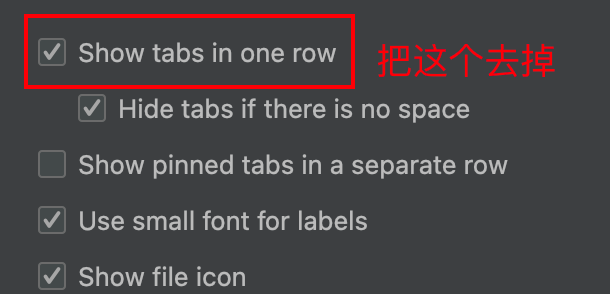 Show tabs in one row 把这个去掉
Hide tabs if there is no space
Show pinned tabs in a separate row
Use small font for labels
Show file icon